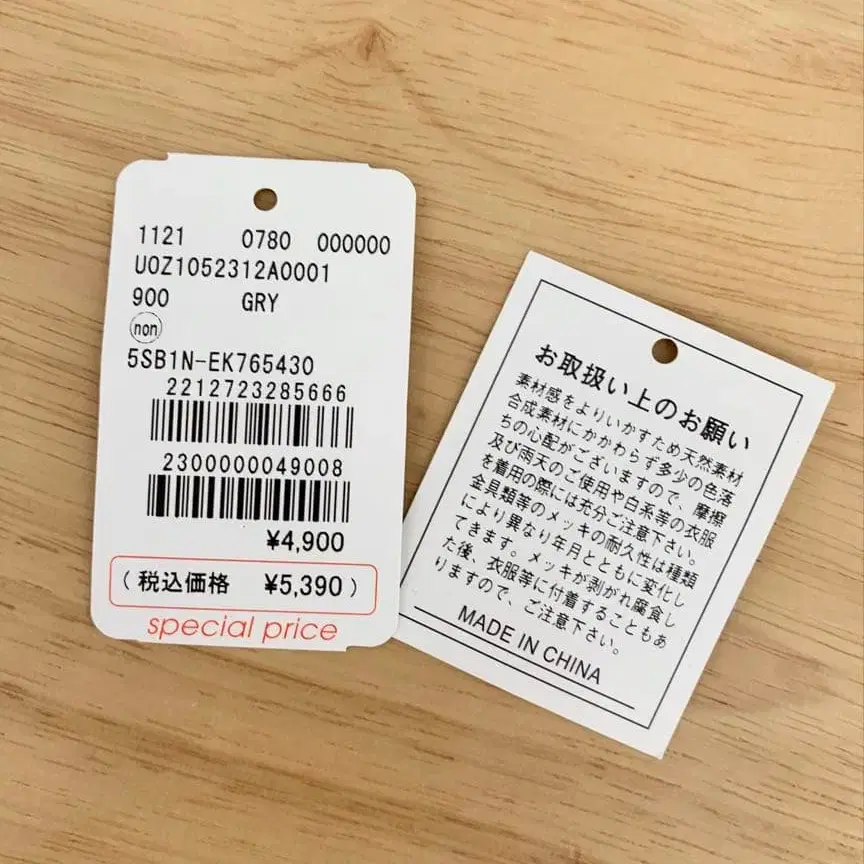 1121 0780 000000
U0Z1052312A0001
900 GRY
non
5SB1N-EK765430
2212723285666
2300000049008
¥4,900
(税込価格 ¥5,390)
special price
お取扱い上のお願い
素材感をよりいかすため天然素材
合成素材にかかわらず多少の色落
ちの心配がございますので、摩擦
及び雨天のご使用や白系等の衣服
を着用の際には充分ご注意下さい。
金具類等のメッキの耐久性は種類
により異なり年月とともに変化し
てきます。メッキが剥がれ腐食し
た後、衣服等に付着することもあ
りますので、ご注意下さい。
MADE IN CHINA